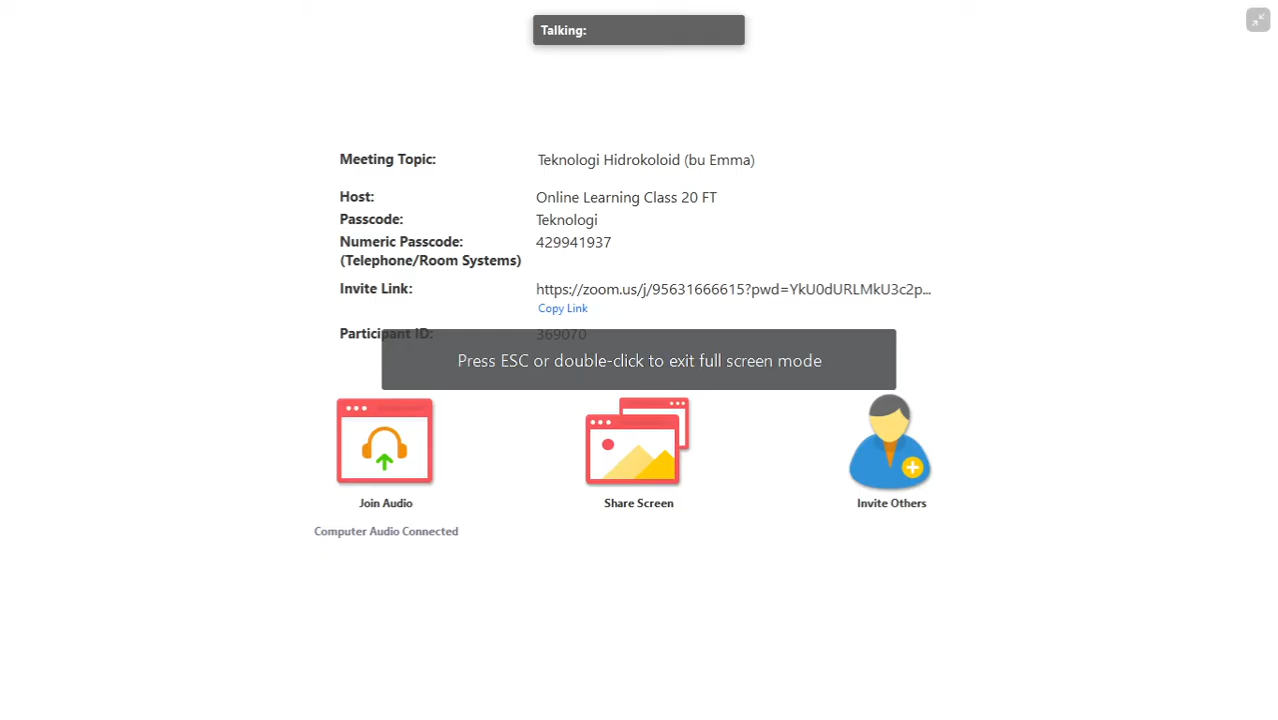 Talking:
Meeting Topic: Teknologi Hidrokoloid (bu Emma)
Host: Online Learning Class 20 FT
Passcode: Teknologi
Numeric Passcode: 429941937
(Telephone/Room Systems)
Invite Link: https://zoom.us/j/95631666615?pwd=YkU0dURLMkU3c2p...
Copy Link
Participant ID: 369070
Press ESC or double-click to exit full screen mode
Join Audio
Share Screen
Invite Others
Computer Audio Connected